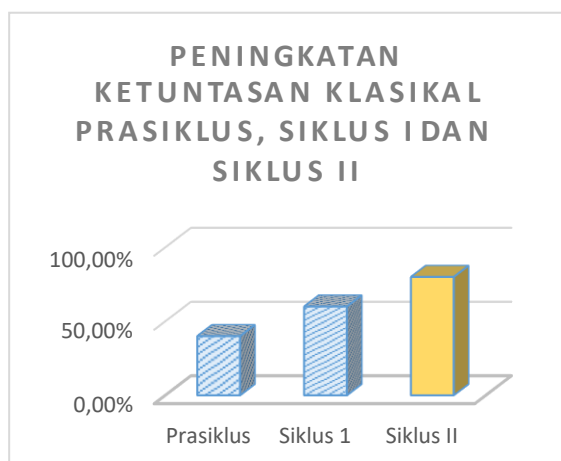 PENINGKATAN
KETUNTASAN KLASIKAL
PRASIKLUS, SIKLUS I DAN
SIKLUS II
100,00%
50,00%
0,00%
Prasiklus Siklus 1 Siklus II